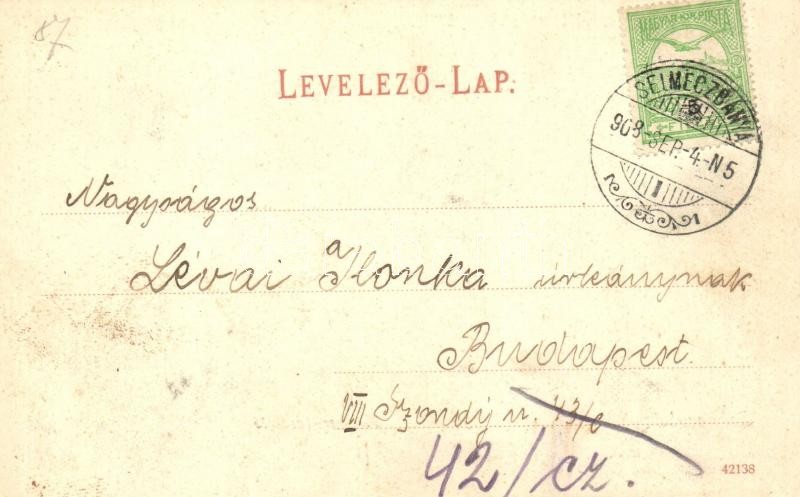 87
LEVELEZŐ-LAP.
MAGYAR KIR. POSTA
SELMECZBÁNYA
908-SEP.-4.-N5
Nagyságos
Lévai Ilonka úrleánynak
Budapest
VIII Szondy u. 43/c
42/cz.
42138